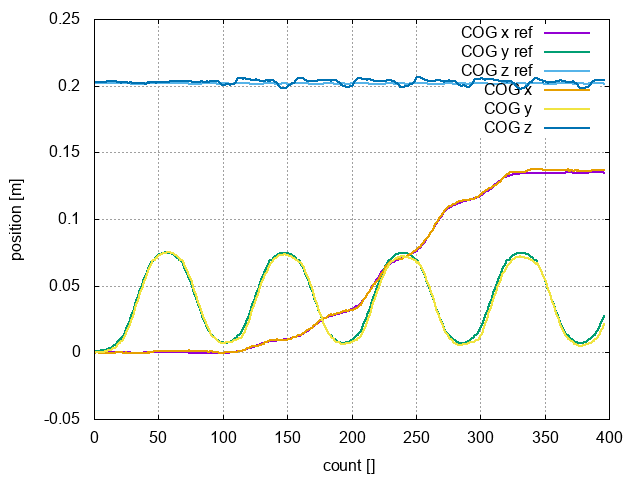 0.25
0.2
0.15
0.1
0.05
0
-0.05
position [m]
COG x ref
COG y ref
COG z ref
COG x
COG y
COG z
0 50 100 150 200 250 300 350 400
count []